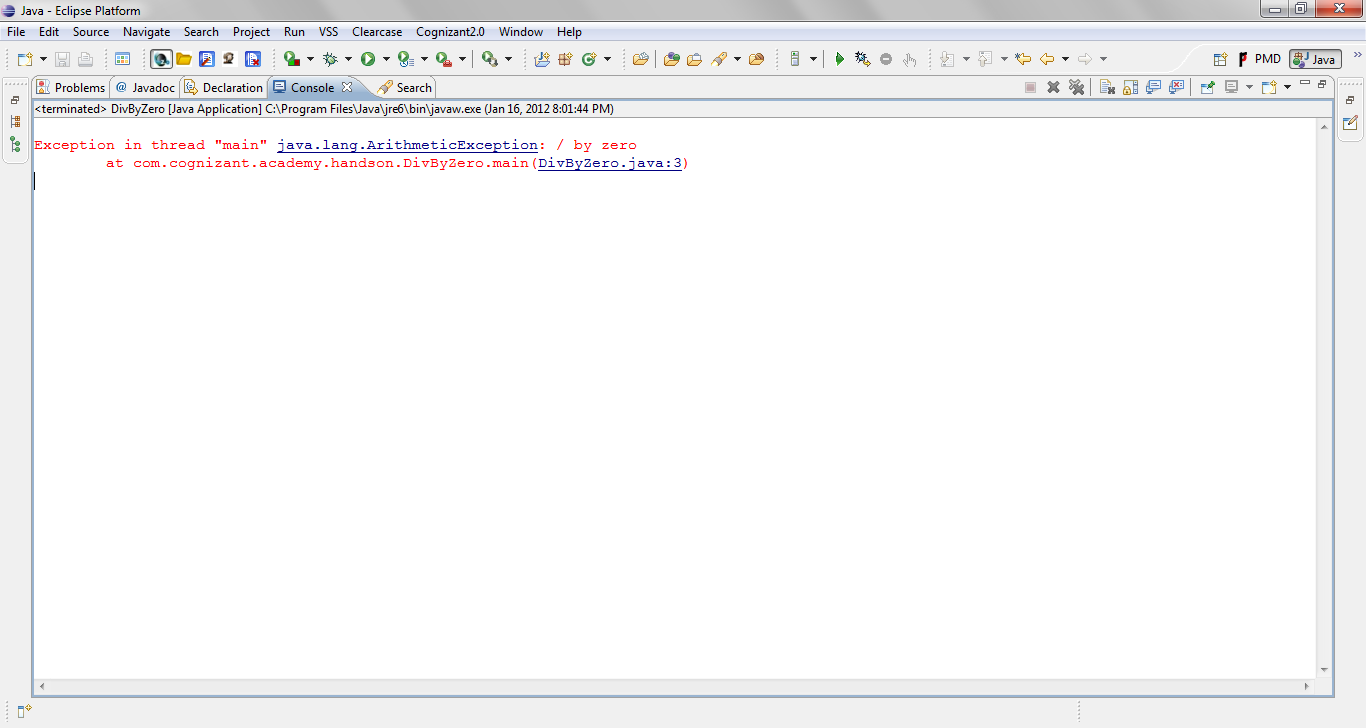 Java - Eclipse Platform
File Edit Source Navigate Search Project Run VSS Clearcase Cognizant2.0 Window Help
PMD Java »
Problems @ Javadoc Declaration Console Search
<terminated> DivByZero [Java Application] C:\Program Files\Java\jre6\bin\javaw.exe (Jan 16, 2012 8:01:44 PM)
Exception in thread "main" java.lang.ArithmeticException: / by zero
at com.cognizant.academy.handson.DivByZero.main(DivByZero.java:3)